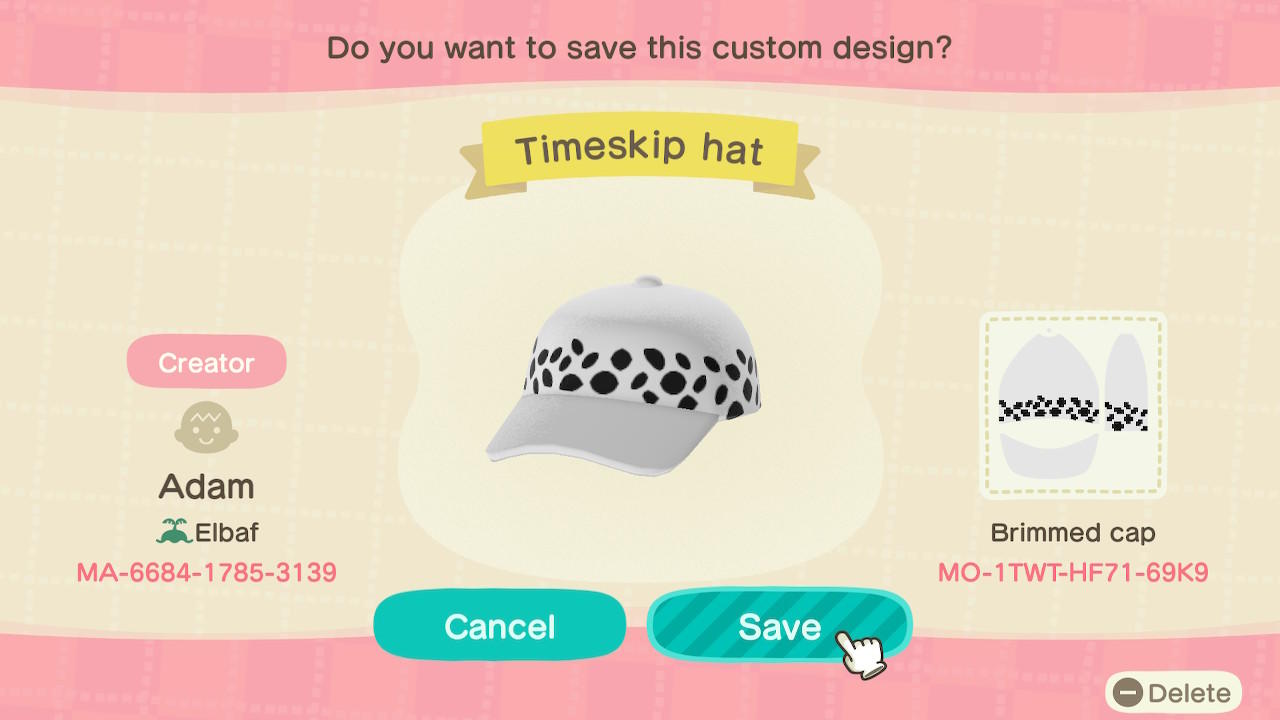 Do you want to save this custom design?
Timeskip hat
Creator
Adam
Elbaf
MA-6684-1785-3139
Brimmed cap
MO-1TWT-HF71-69K9
Cancel
Save
Delete